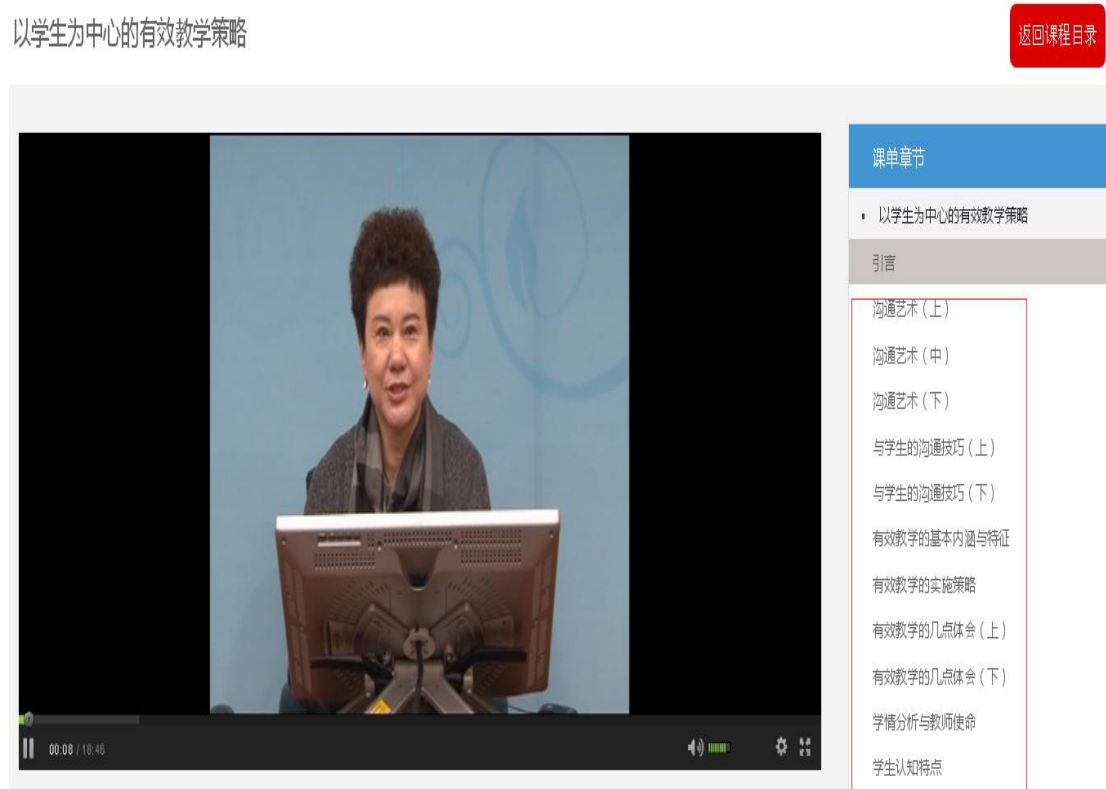 以学生为中心的有效教学策略
返回课程目录
课单章节
▪ 以学生为中心的有效教学策略
引言
沟通艺术（上）
沟通艺术（中）
沟通艺术（下）
与学生的沟通技巧（上）
与学生的沟通技巧（下）
有效教学的基本内涵与特征
有效教学的实施策略
有效教学的几点体会（上）
有效教学的几点体会（下）
学情分析与教师使命
学生认知特点
00:08 / 18:46